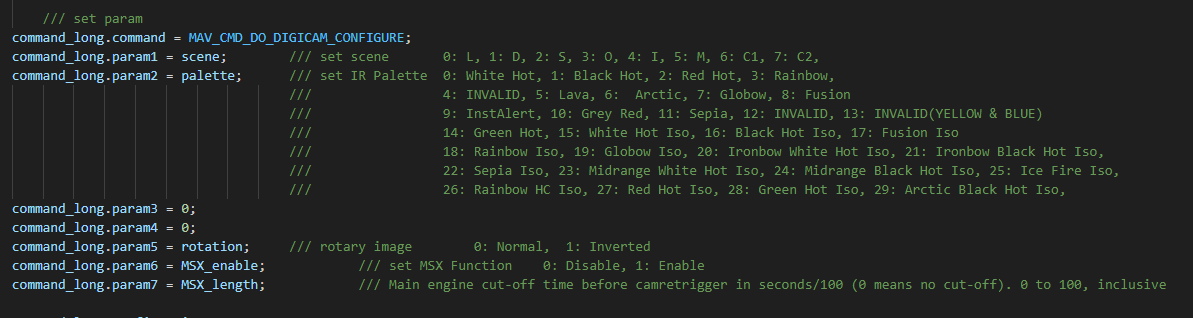 /// set param
command_long.command = MAV_CMD_DO_DIGICAM_CONFIGURE;
command_long.param1 = scene;        /// set scene       0: L, 1: D, 2: S, 3: O, 4: I, 5: M, 6: C1, 7: C2,
command_long.param2 = palette;      /// set IR Palette  0: White Hot, 1: Black Hot, 2: Red Hot, 3: Rainbow,
///                 4: INVALID, 5: Lava, 6:  Arctic, 7: Globow, 8: Fusion
///                 9: InstAlert, 10: Grey Red, 11: Sepia, 12: INVALID, 13: INVALID(YELLOW & BLUE)
///                 14: Green Hot, 15: White Hot Iso, 16: Black Hot Iso, 17: Fusion Iso
///                 18: Rainbow Iso, 19: Globow Iso, 20: Ironbow White Hot Iso, 21: Ironbow Black Hot Iso,
///                 22: Sepia Iso, 23: Midrange White Hot Iso, 24: Midrange Black Hot Iso, 25: Ice Fire Iso,
///                 26: Rainbow HC Iso, 27: Red Hot Iso, 28: Green Hot Iso, 29: Arctic Black Hot Iso,
command_long.param3 = 0;
command_long.param4 = 0;
command_long.param5 = rotation;     /// rotary image        0: Normal,  1: Inverted
command_long.param6 = MSX_enable;            /// set MSX Function    0: Disable, 1: Enable
command_long.param7 = MSX_length;            /// Main engine cut-off time before camretrigger in seconds/100 (0 means no cut-off). 0 to 100, inclusive